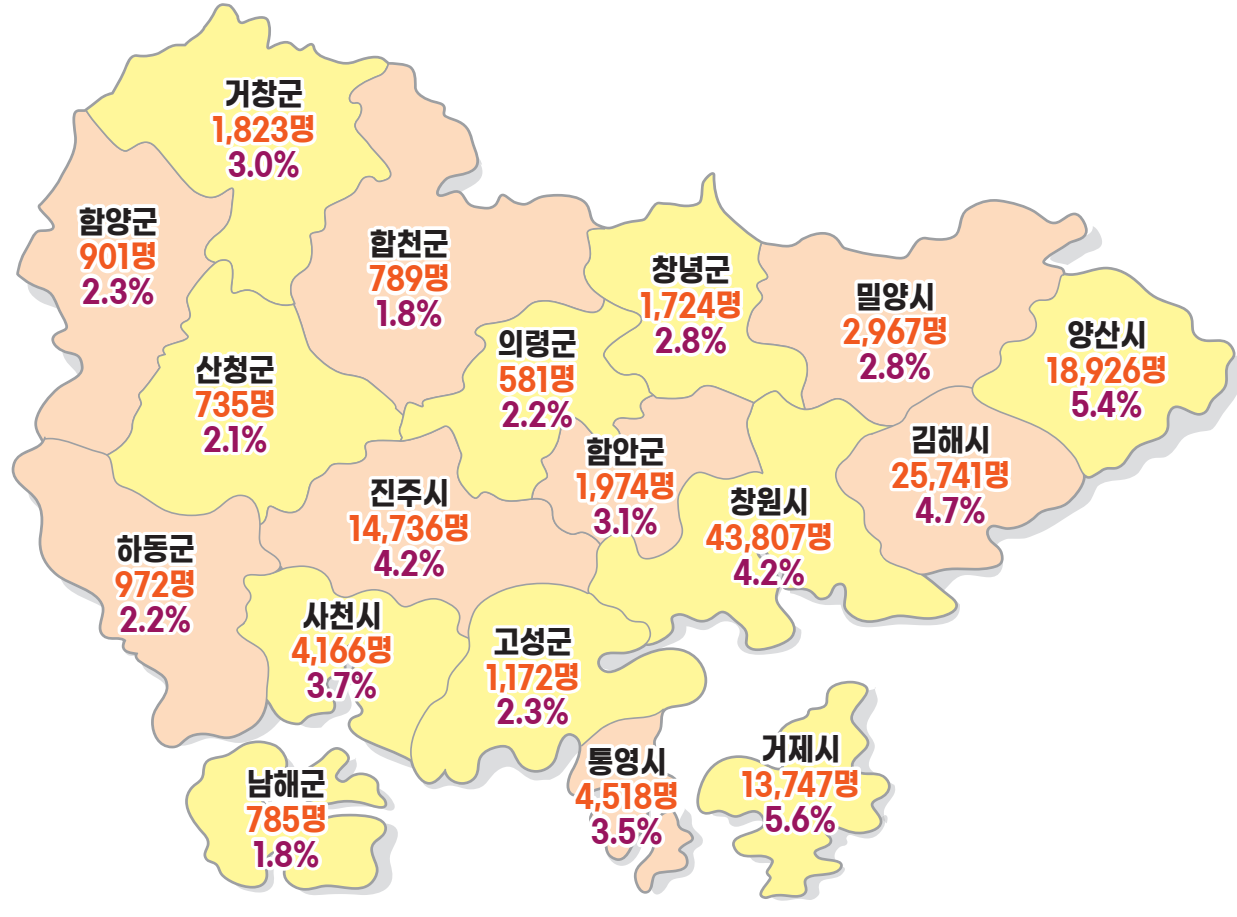 거창군
1,823명
3.0%
함양군
901명
2.3%
합천군
789명
1.8%
창녕군
1,724명
2.8%
밀양시
2,967명
2.8%
양산시
18,926명
5.4%
의령군
581명
2.2%
산청군
735명
2.1%
함안군
1,974명
3.1%
김해시
25,741명
4.7%
진주시
14,736명
4.2%
창원시
43,807명
4.2%
하동군
972명
2.2%
사천시
4,166명
3.7%
고성군
1,172명
2.3%
통영시
4,518명
3.5%
거제시
13,747명
5.6%
남해군
785명
1.8%